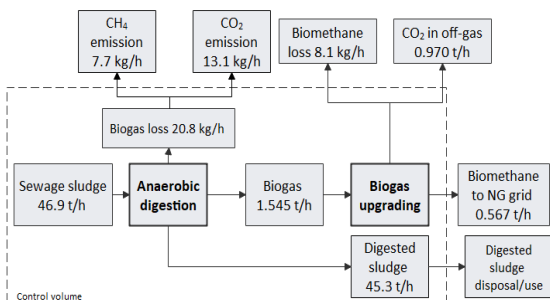 CH₄
emission
7.7 kg/h
CO₂
emission
13.1 kg/h
Biomethane
loss 8.1 kg/h
CO₂ in off-gas
0.970 t/h
Biogas loss 20.8 kg/h
Sewage sludge
46.9 t/h
Anaerobic
digestion
Biogas
1.545 t/h
Biogas
upgrading
Biomethane
to NG grid
0.567 t/h
Digested
sludge
45.3 t/h
Digested
sludge
disposal/use
Control volume